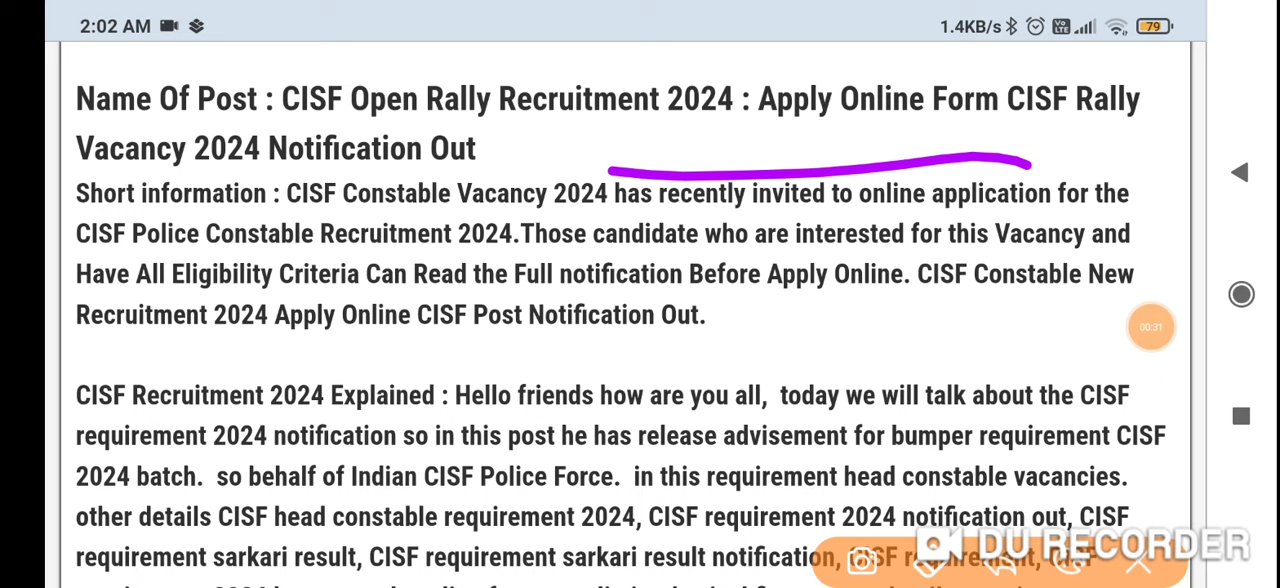 2:02 AM
1.4KB/s
79
Name Of Post : CISF Open Rally Recruitment 2024 : Apply Online Form CISF Rally
Vacancy 2024 Notification Out
Short information : CISF Constable Vacancy 2024 has recently invited to online application for the
CISF Police Constable Recruitment 2024.Those candidate who are interested for this Vacancy and
Have All Eligibility Criteria Can Read the Full notification Before Apply Online. CISF Constable New
Recruitment 2024 Apply Online CISF Post Notification Out.
00:31
CISF Recruitment 2024 Explained : Hello friends how are you all, today we will talk about the CISF
requirement 2024 notification so in this post he has release advisement for bumper requirement CISF
2024 batch. so behalf of Indian CISF Police Force. in this requirement head constable vacancies.
other details CISF head constable requirement 2024, CISF requirement 2024 notification out, CISF
requirement sarkari result, CISF requirement sarkari result notification,
DU RECORDER